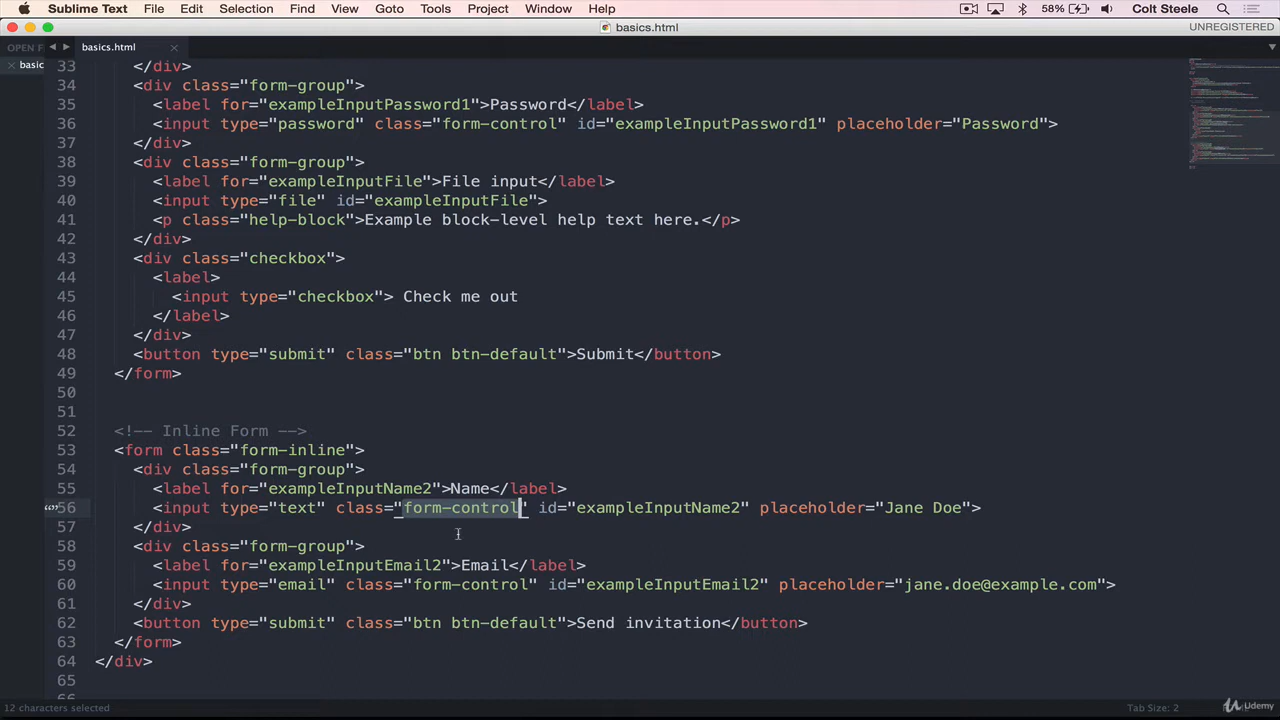 Sublime Text File Edit Selection Find View Goto Tools Project Window Help 58% Colt Steele
basics.html UNREGISTERED
OPEN F basics.html
basic
33 </div>
34 <div class="form-group">
35 <label for="exampleInputPassword1">Password</label>
36 <input type="password" class="form-control" id="exampleInputPassword1" placeholder="Password">
37 </div>
38 <div class="form-group">
39 <label for="exampleInputFile">File input</label>
40 <input type="file" id="exampleInputFile">
41 <p class="help-block">Example block-level help text here.</p>
42 </div>
43 <div class="checkbox">
44 <label>
45 <input type="checkbox"> Check me out
46 </label>
47 </div>
48 <button type="submit" class="btn btn-default">Submit</button>
49 </form>
50
51
52 <!-- Inline Form -->
53 <form class="form-inline">
54 <div class="form-group">
55 <label for="exampleInputName2">Name</label>
56 <input type="text" class="form-control" id="exampleInputName2" placeholder="Jane Doe">
57 </div>
58 <div class="form-group">
59 <label for="exampleInputEmail2">Email</label>
60 <input type="email" class="form-control" id="exampleInputEmail2" placeholder="jane.doe@example.com">
61 </div>
62 <button type="submit" class="btn btn-default">Send invitation</button>
63 </form>
64 </div>
65
66
12 characters selected Tab Size: 2
Udemy